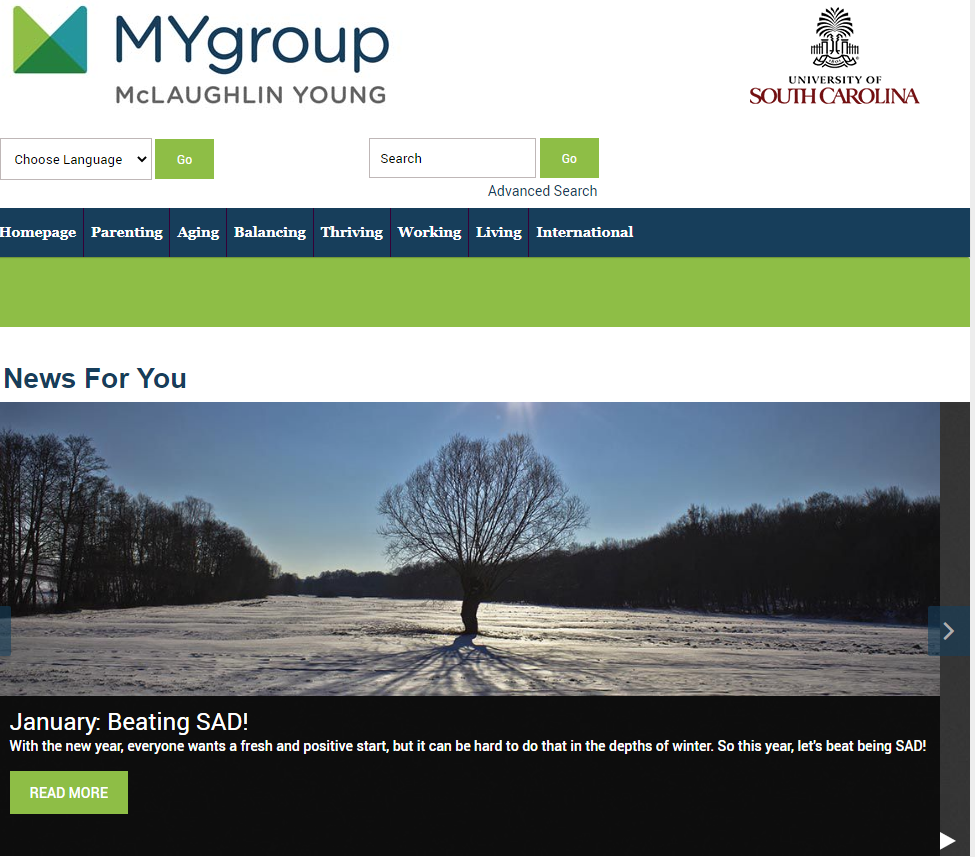 MYgroup
McLAUGHLIN YOUNG
UNIVERSITY OF
SOUTH CAROLINA
Choose Language
Go
Search
Go
Advanced Search
Homepage
Parenting
Aging
Balancing
Thriving
Working
Living
International
News For You
January: Beating SAD!
With the new year, everyone wants a fresh and positive start, but it can be hard to do that in the depths of winter. So this year, let's beat being SAD!
READ MORE